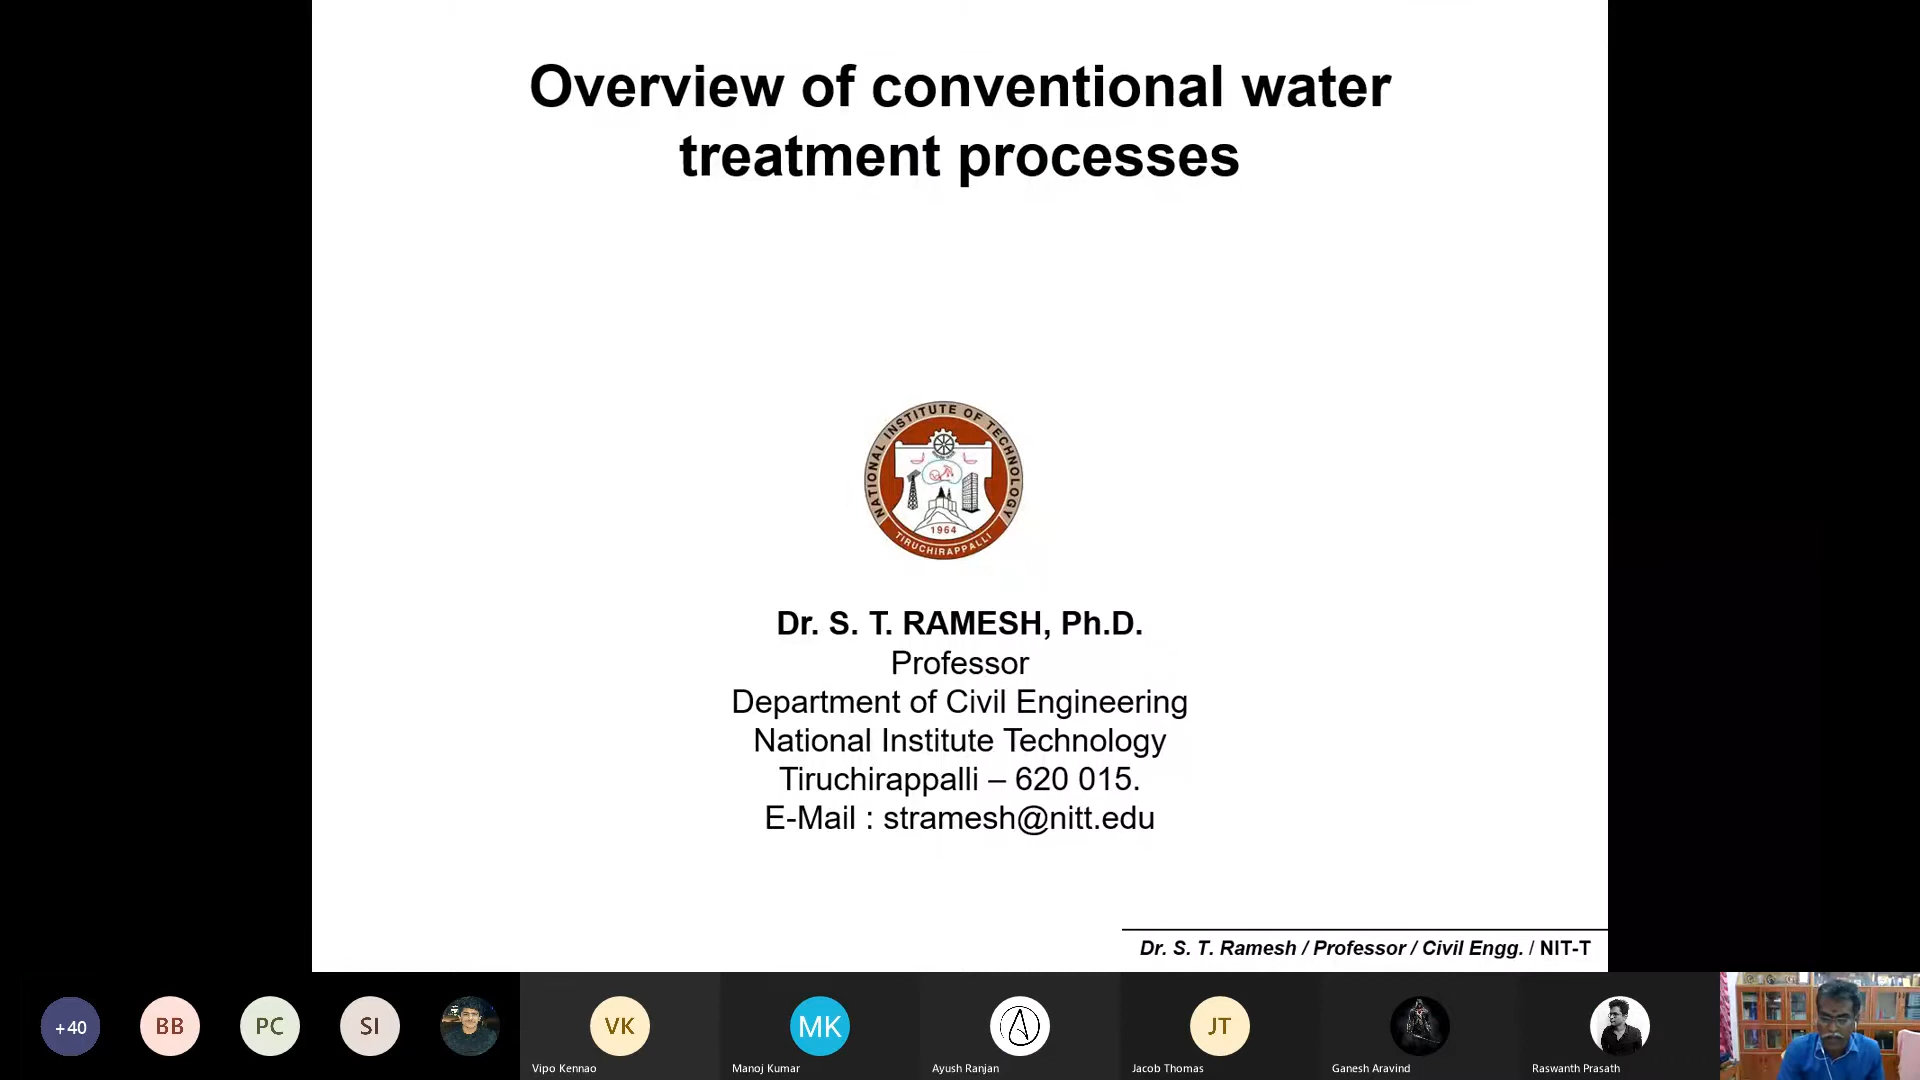 Overview of conventional water
treatment processes
NATIONAL INSTITUTE OF TECHNOLOGY
1964
TIRUCHIRAPPALLI
Dr. S. T. RAMESH, Ph.D.
Professor
Department of Civil Engineering
National Institute Technology
Tiruchirappalli – 620 015.
E-Mail : stramesh@nitt.edu
Dr. S. T. Ramesh / Professor / Civil Engg. / NIT-T
+40
BB
PC
SI
VK
MK
JT
Vipo Kennao
Manoj Kumar
Ayush Ranjan
Jacob Thomas
Ganesh Aravind
Raswanth Prasath